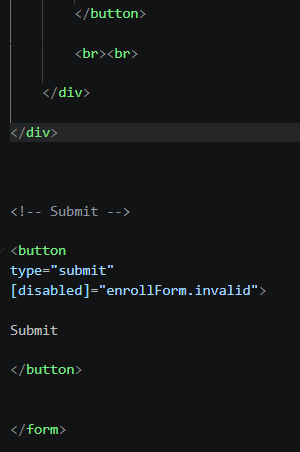 </button>
<br><br>
</div>
</div>
<!-- Submit -->
<button
type="submit"
[disabled]="enrollForm.invalid">
Submit
</button>
</form>